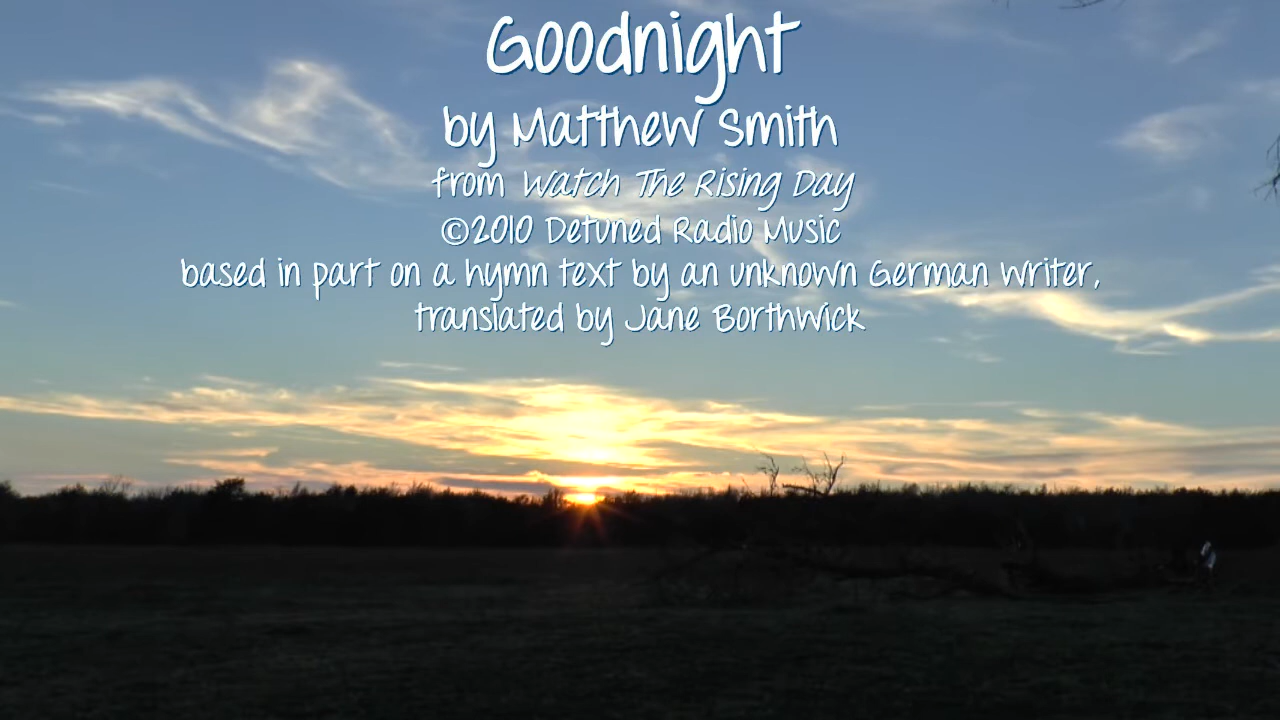 Goodnight
by Matthew Smith
from Watch The Rising Day
©2010 Detuned Radio Music
based in part on a hymn text by an unknown German writer,
translated by Jane Borthwick